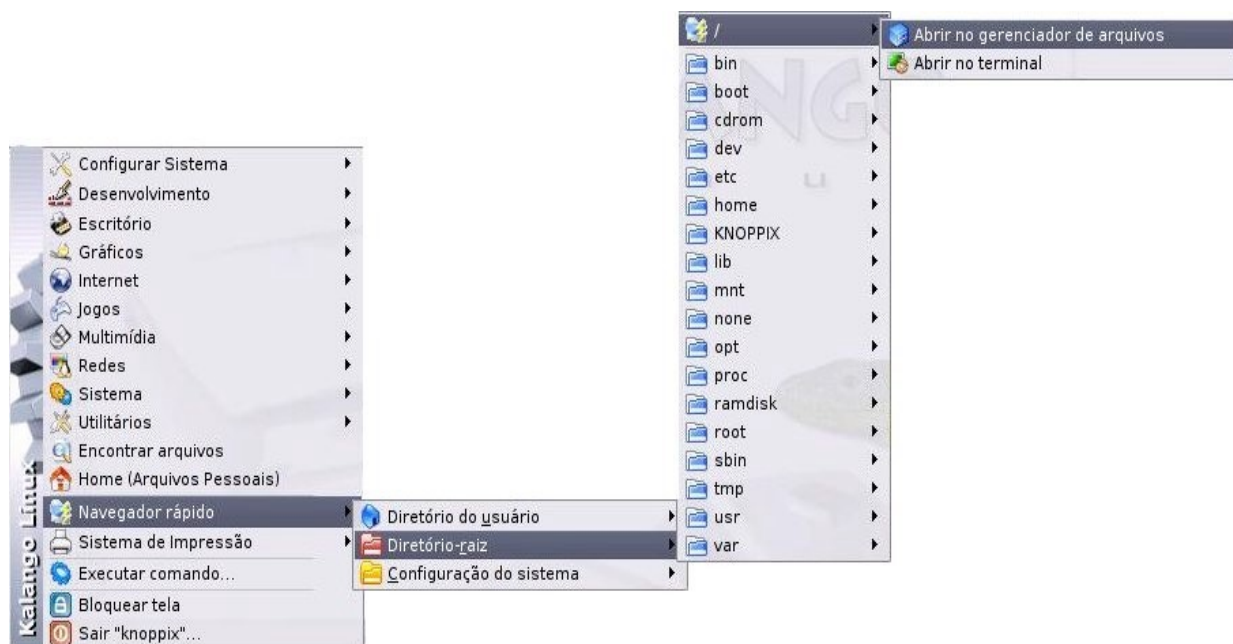 Configurar Sistema
Desenvolvimento
Escritório
Gráficos
Internet
Jogos
Multimídia
Redes
Sistema
Utilitários
Encontrar arquivos
Home (Arquivos Pessoais)
Navegador rápido
Sistema de Impressão
Executar comando...
Bloquear tela
Sair "knoppix"...
Kalango Linux
Diretório do usuário
Diretório-raiz
Configuração do sistema
/
bin
boot
cdrom
dev
etc
home
KNOPPIX
lib
mnt
none
opt
proc
ramdisk
root
sbin
tmp
usr
var
Abrir no gerenciador de arquivos
Abrir no terminal